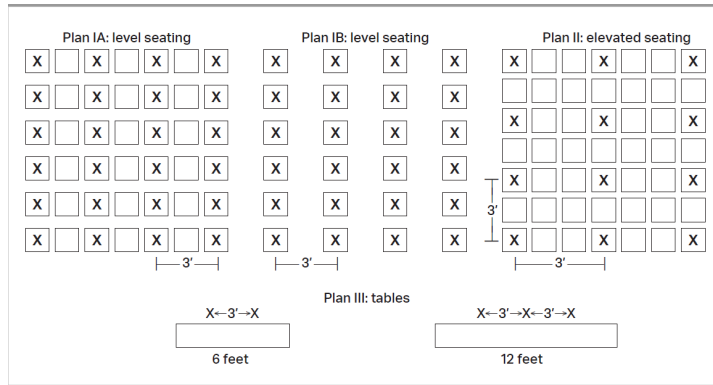 Plan IA: level seating Plan IB: level seating Plan II: elevated seating
X X X X X X X X X X X
X X X X X X X X
X X X
X X X X X X X X
X X X X X X X X
X X X
X X X X X X X X
3'
X X X X X X X X X X X
3' 3' 3'
Plan III: tables
X←3'→X X←3'→X←3'→X
6 feet 12 feet